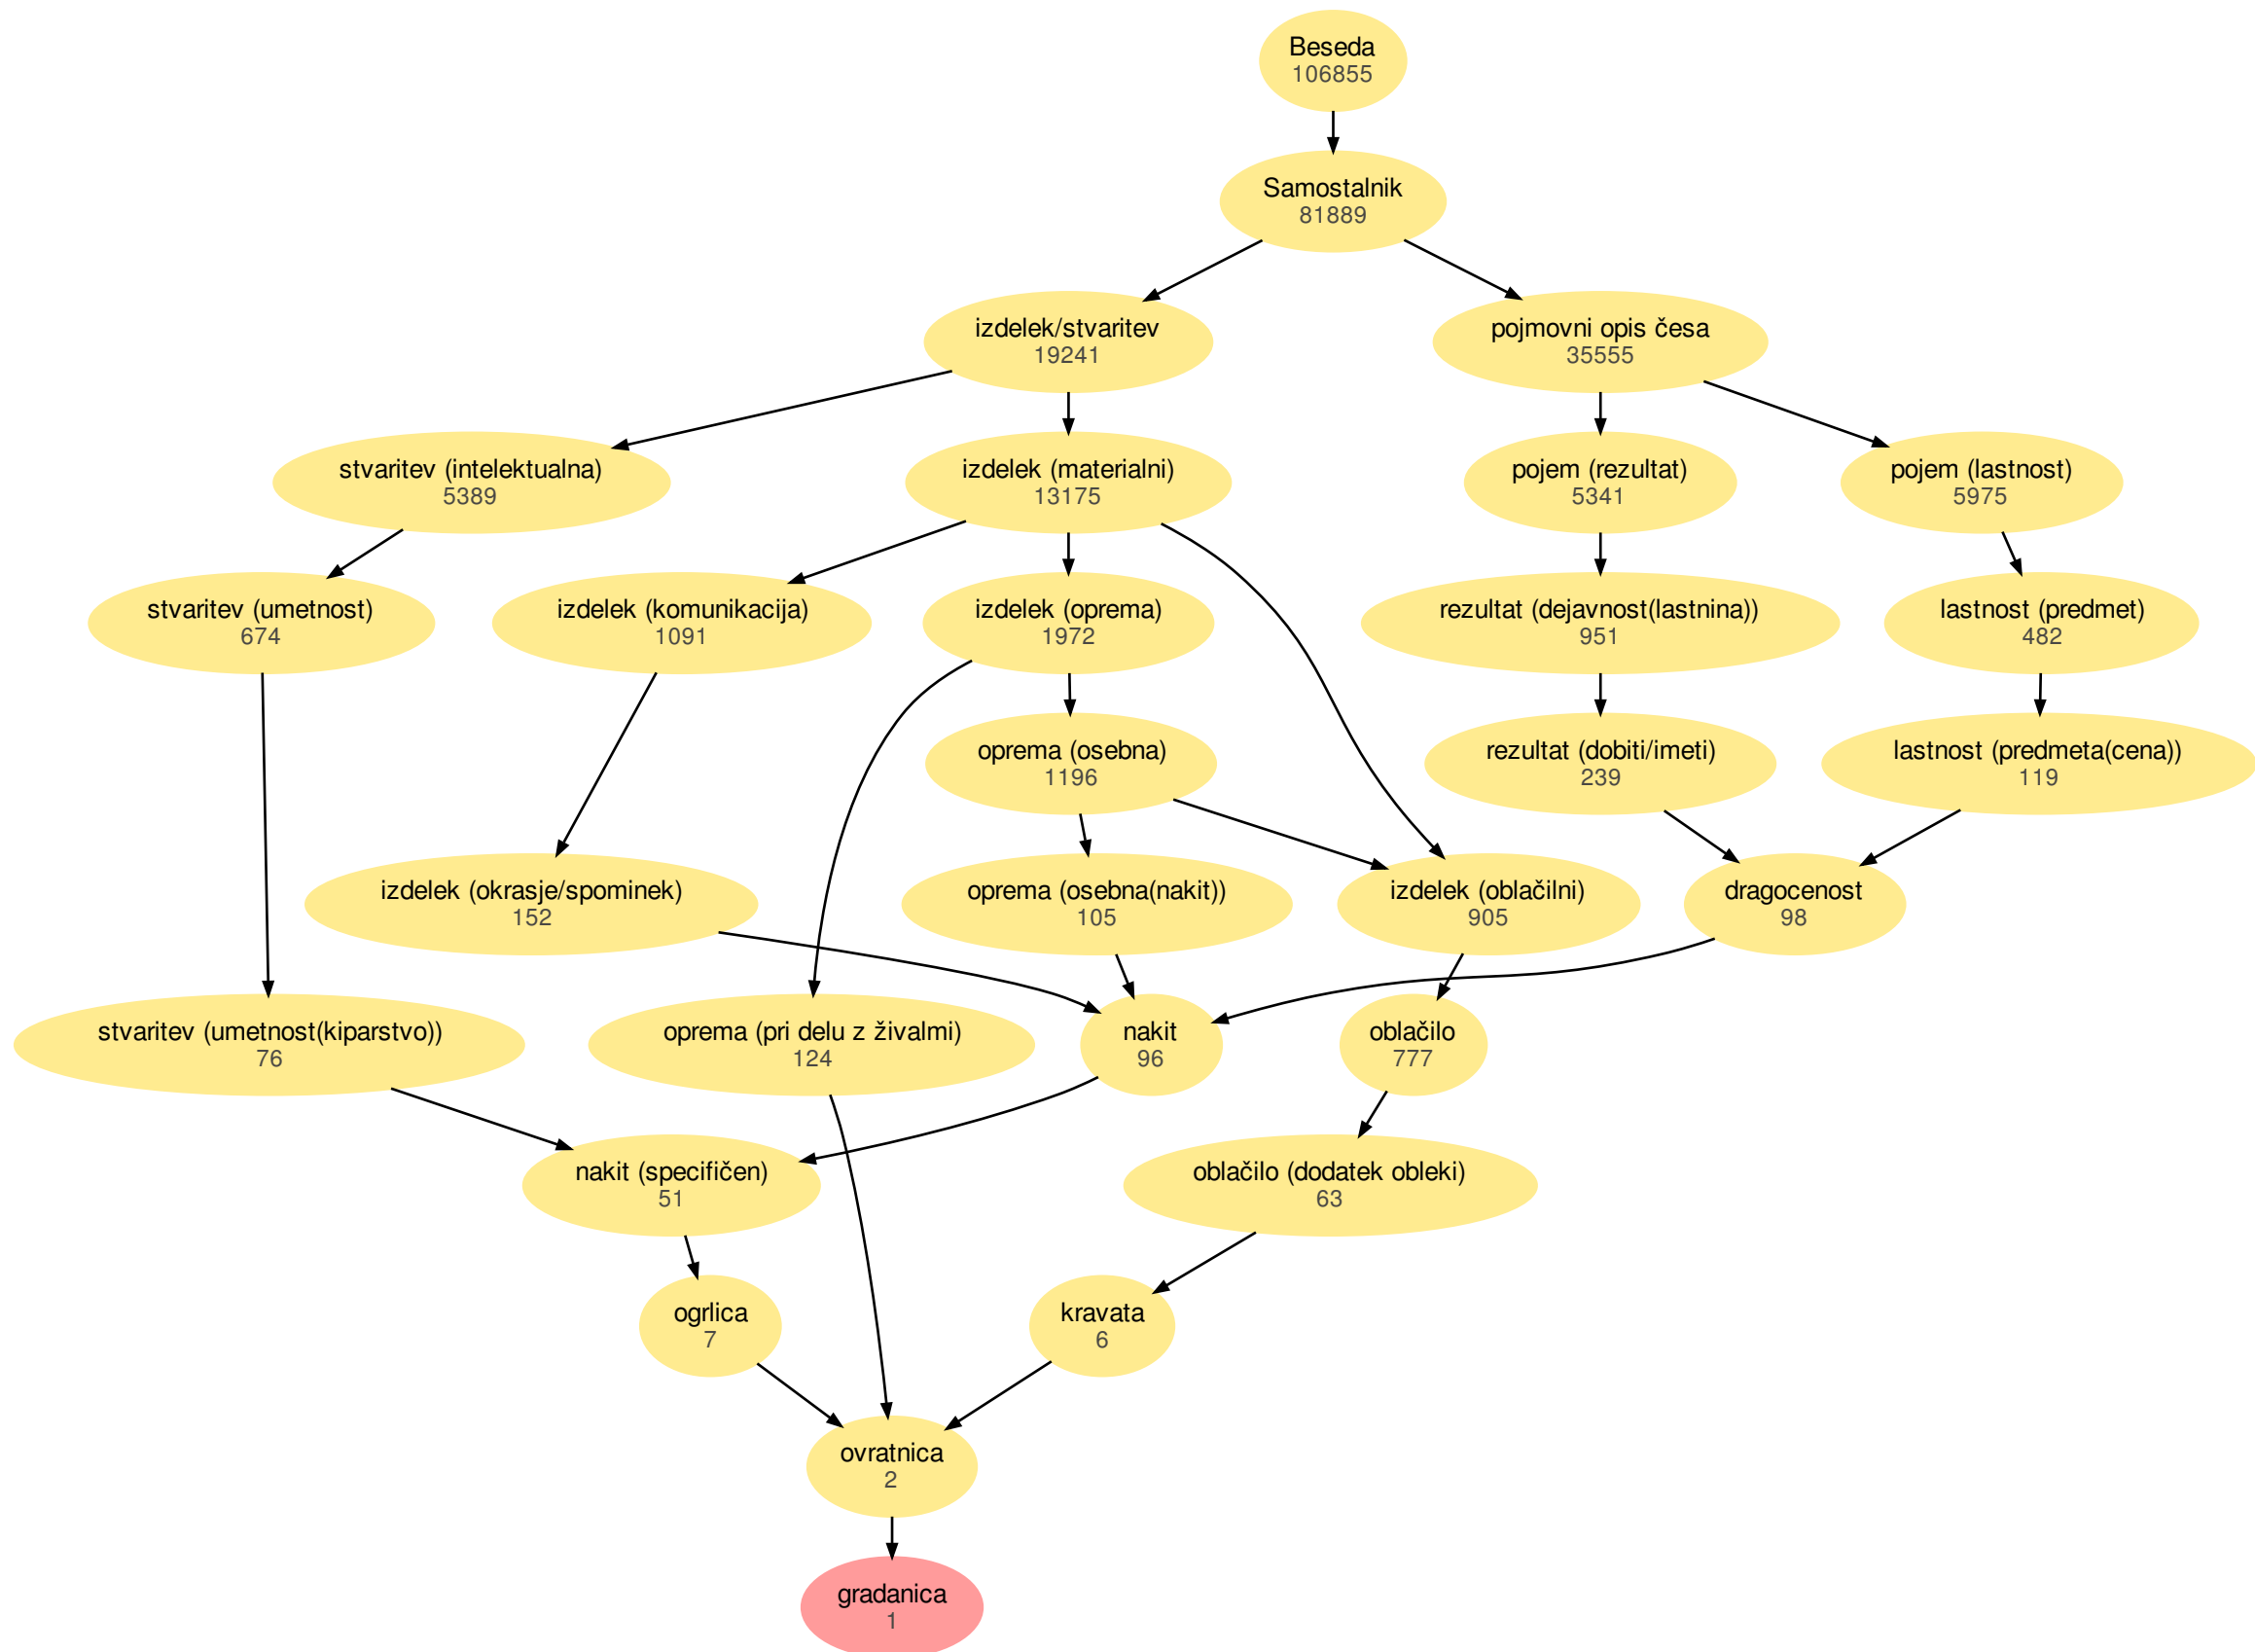 Beseda
106855
Samostalnik
81889
izdelek/stvaritev
19241
pojmovni opis česa
35555
stvaritev (intelektualna)
5389
izdelek (materialni)
13175
pojem (rezultat)
5341
pojem (lastnost)
5975
stvaritev (umetnost)
674
izdelek (komunikacija)
1091
izdelek (oprema)
1972
rezultat (dejavnost(lastnina))
951
lastnost (predmet)
482
oprema (osebna)
1196
rezultat (dobiti/imeti)
239
lastnost (predmeta(cena))
119
izdelek (okrasje/spominek)
152
oprema (osebna(nakit))
105
izdelek (oblačilni)
905
dragocenost
98
stvaritev (umetnost(kiparstvo))
76
oprema (pri delu z živalmi)
124
nakit
96
oblačilo
777
nakit (specifičen)
51
oblačilo (dodatek obleki)
63
ogrlica
7
kravata
6
ovratnica
2
gradanica
1